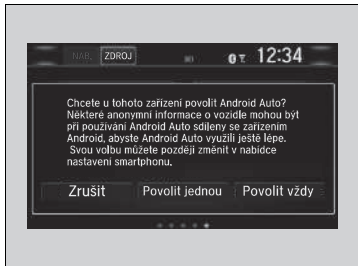 NAB. ZDROJ 12:34
Chcete u tohoto zařízení povolit Android Auto?
Některé anonymní informace o vozidle mohou být
při používání Android Auto sdíleny se zařízením
Android, abyste Android Auto využili ještě lépe.
Svou volbu můžete později změnit v nabídce
nastavení smartphonu.
Zrušit Povolit jednou Povolit vždy